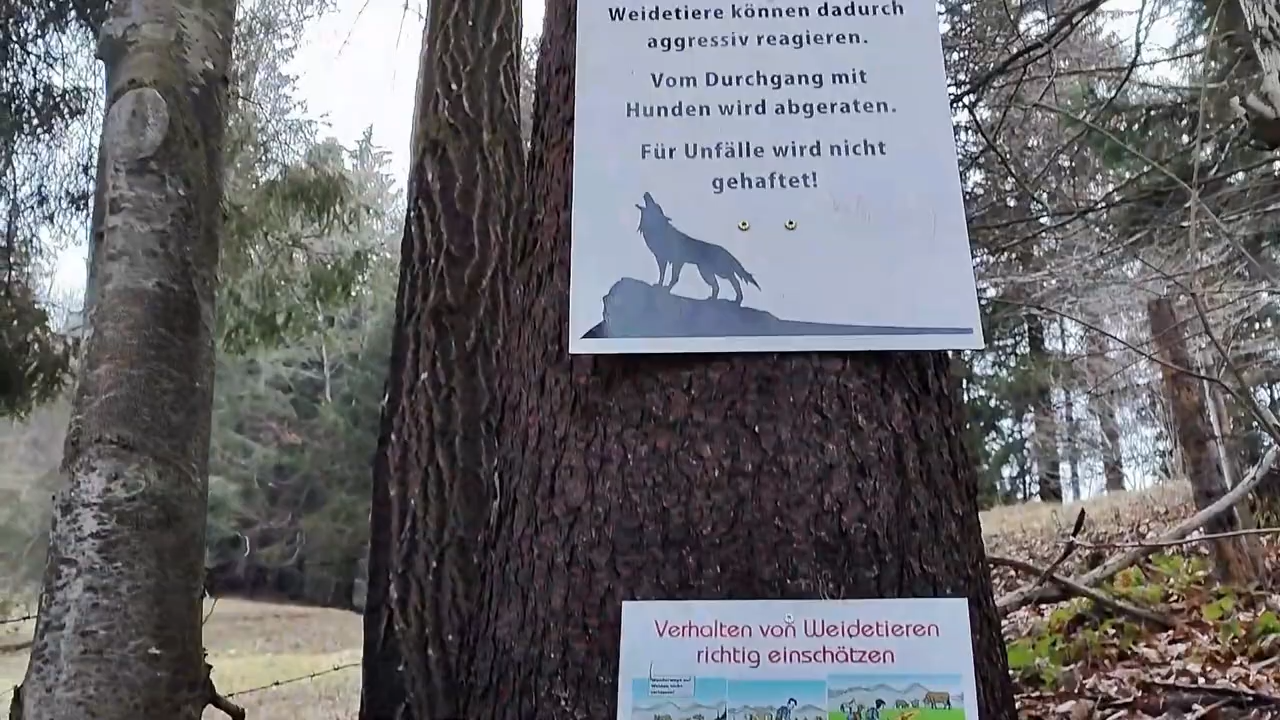 Weidetiere können dadurch
aggressiv reagieren.
Vom Durchgang mit
Hunden wird abgeraten.
Für Unfälle wird nicht
gehaftet!
Verhalten von Weidetieren
richtig einschätzen